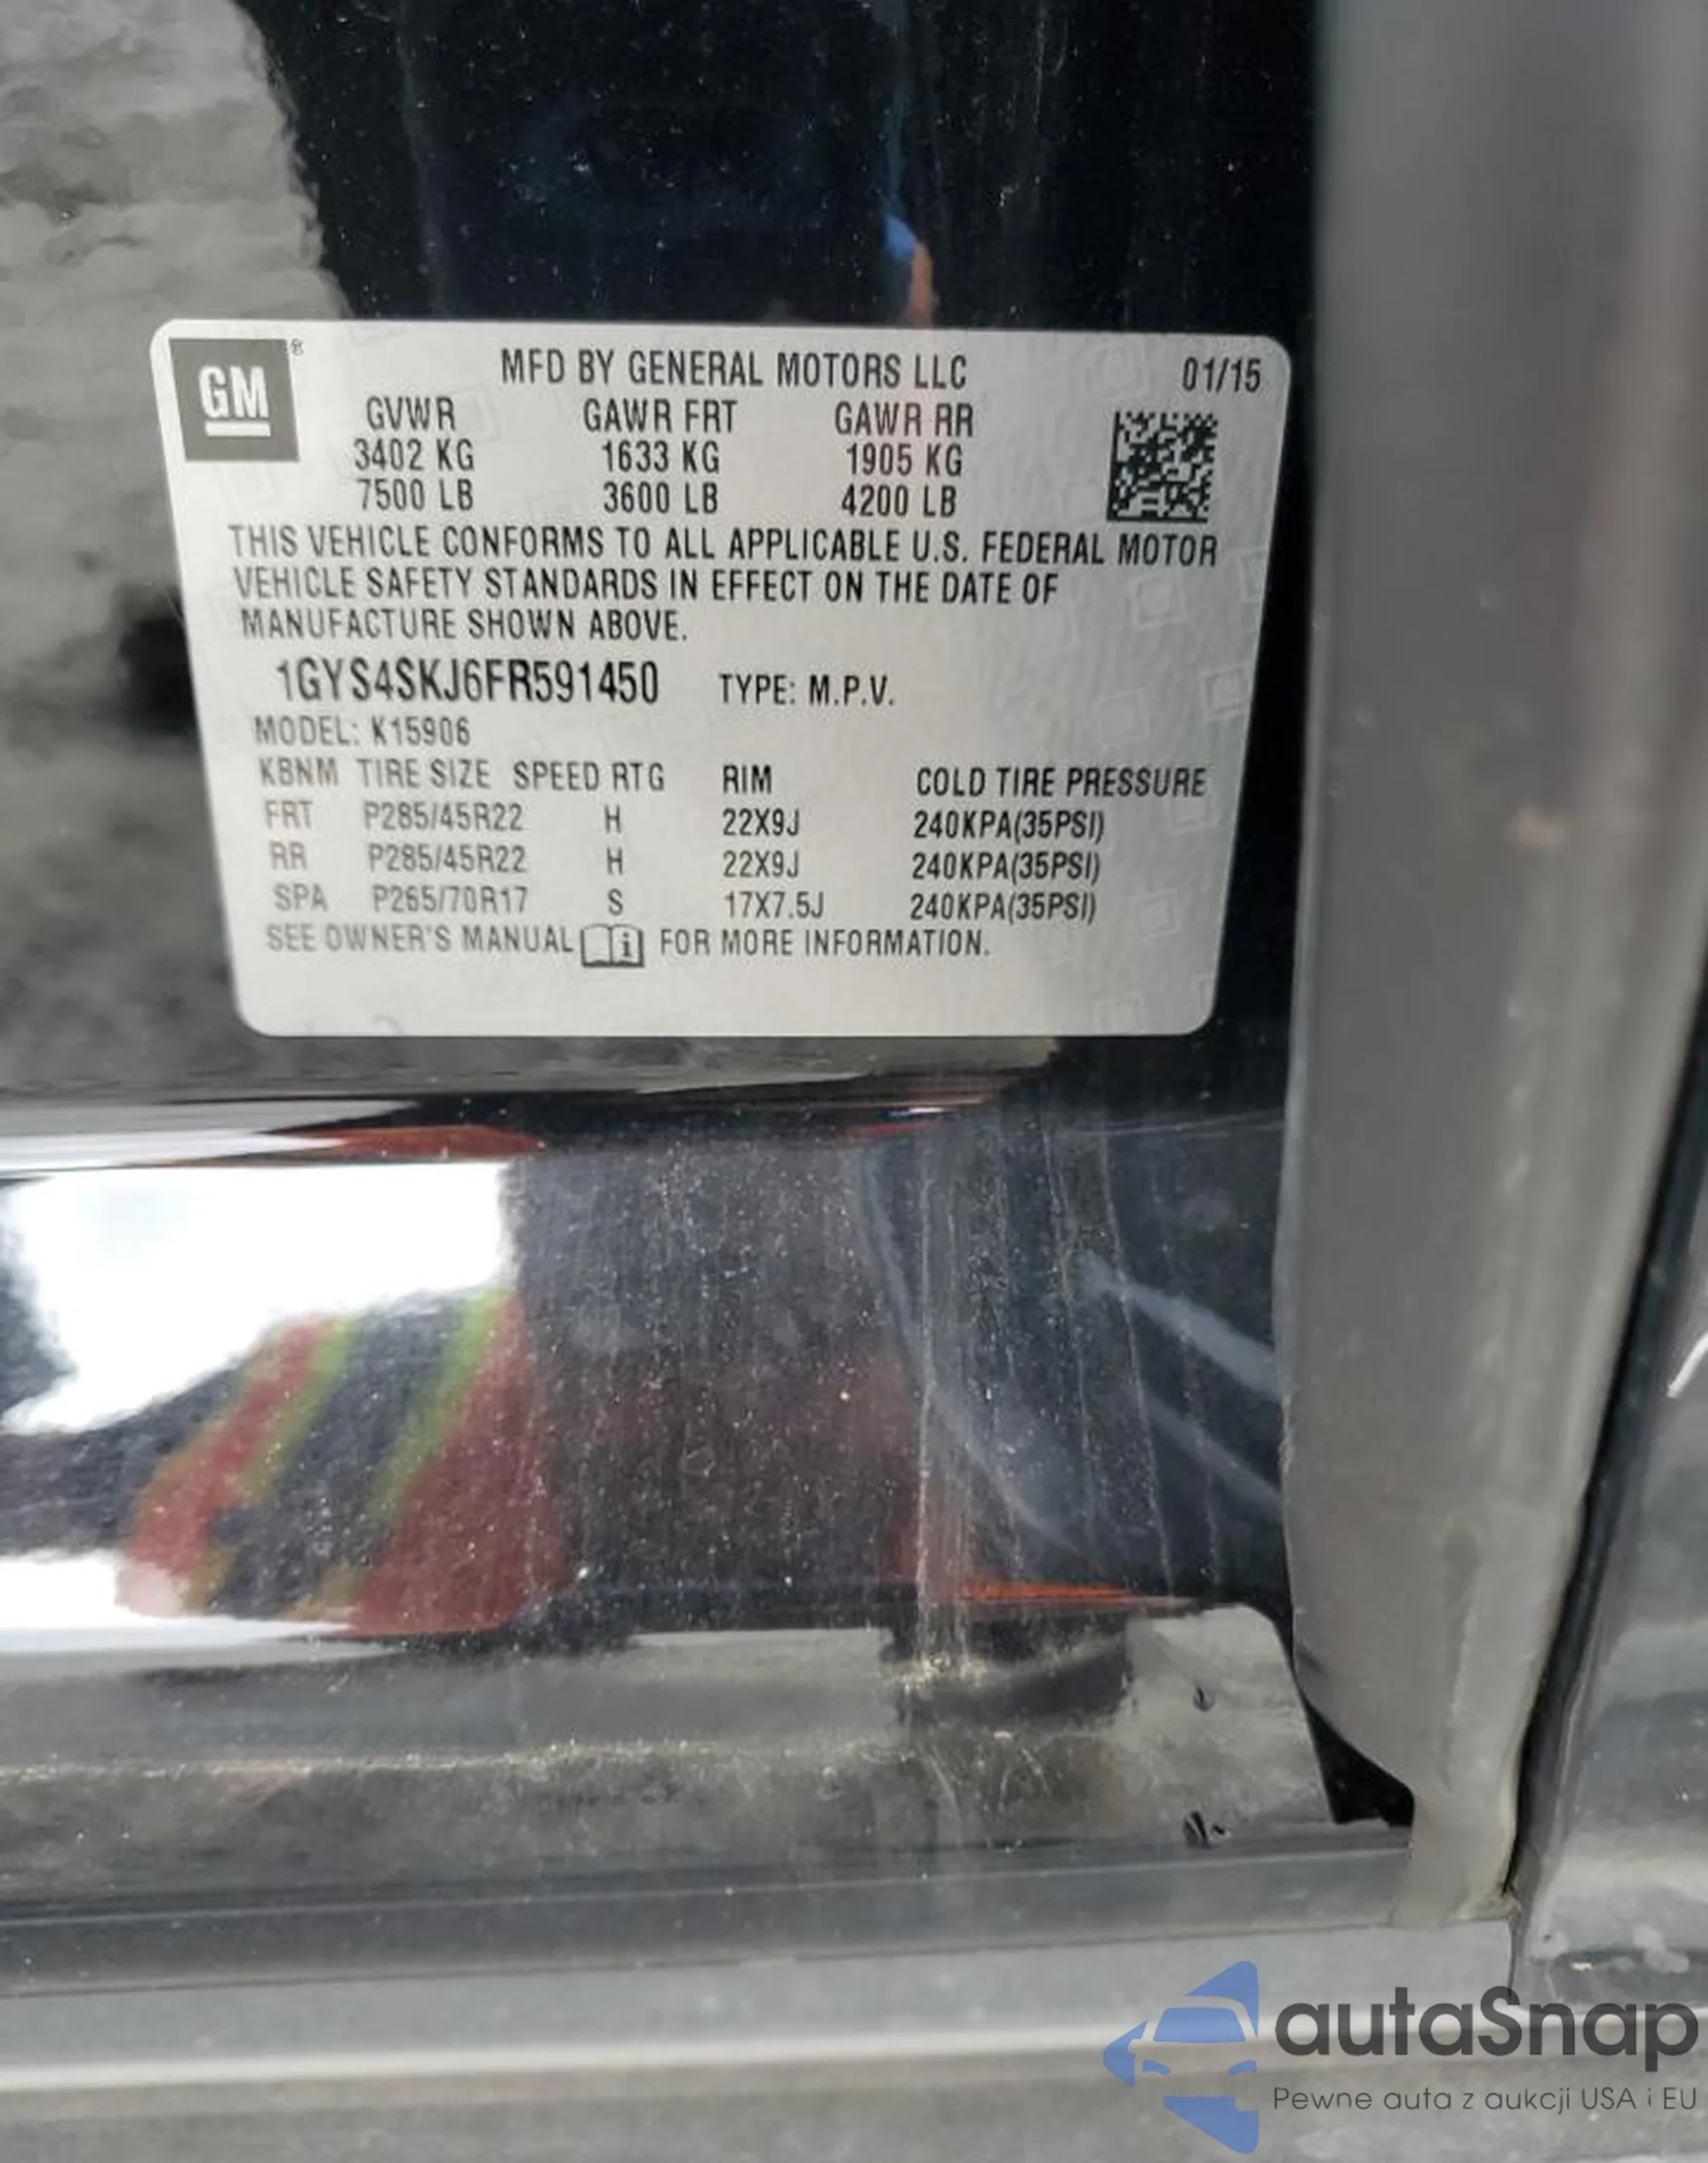 GM®
MFD BY GENERAL MOTORS LLC 01/15
GVWR GAWR FRT GAWR RR
3402 KG 1633 KG 1905 KG
7500 LB 3600 LB 4200 LB
THIS VEHICLE CONFORMS TO ALL APPLICABLE U.S. FEDERAL MOTOR
VEHICLE SAFETY STANDARDS IN EFFECT ON THE DATE OF
MANUFACTURE SHOWN ABOVE.
1GYS4SKJ6FR591450 TYPE: M.P.V.
MODEL: K15906
KBNM TIRE SIZE SPEED RTG RIM COLD TIRE PRESSURE
FRT P285/45R22 H 22X9J 240KPA(35PSI)
RR P285/45R22 H 22X9J 240KPA(35PSI)
SPA P265/70R17 S 17X7.5J 240KPA(35PSI)
SEE OWNER'S MANUAL i FOR MORE INFORMATION.
autaSnap
Pewne auta z aukcji USA i EU